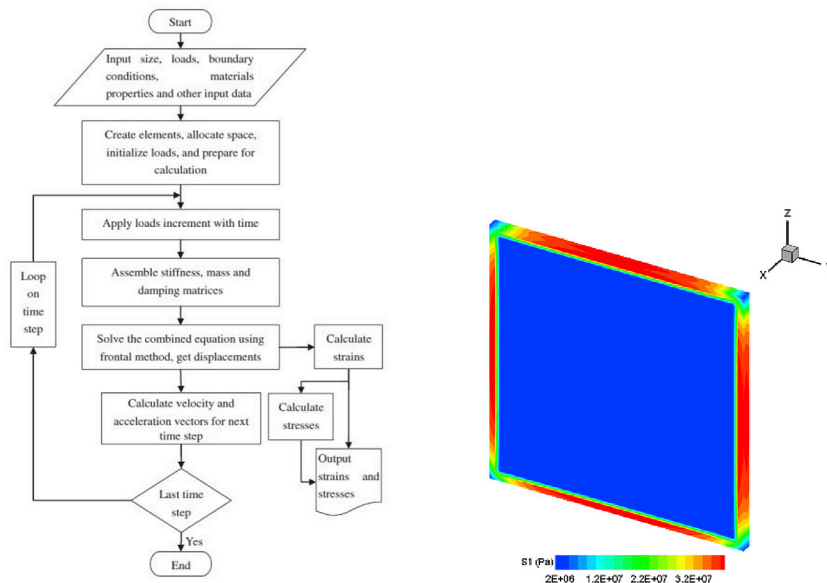 Start
Input size, loads, boundary
conditions, materials
properties and other input data
Create elements, allocate space,
initialize loads, and prepare for
calculation
Apply loads increment with time
Loop
on
time
step
Assemble stiffness, mass and
damping matrices
Solve the combined equation using
frontal method, get displacements
Calculate
strains
Calculate velocity and
acceleration vectors for next
time step
Calculate
stresses
Output
strains and
stresses
Last time
step
Yes
End
Z
X
S1 (Pa)
2E+06 1.2E+07 2.2E+07 3.2E+07